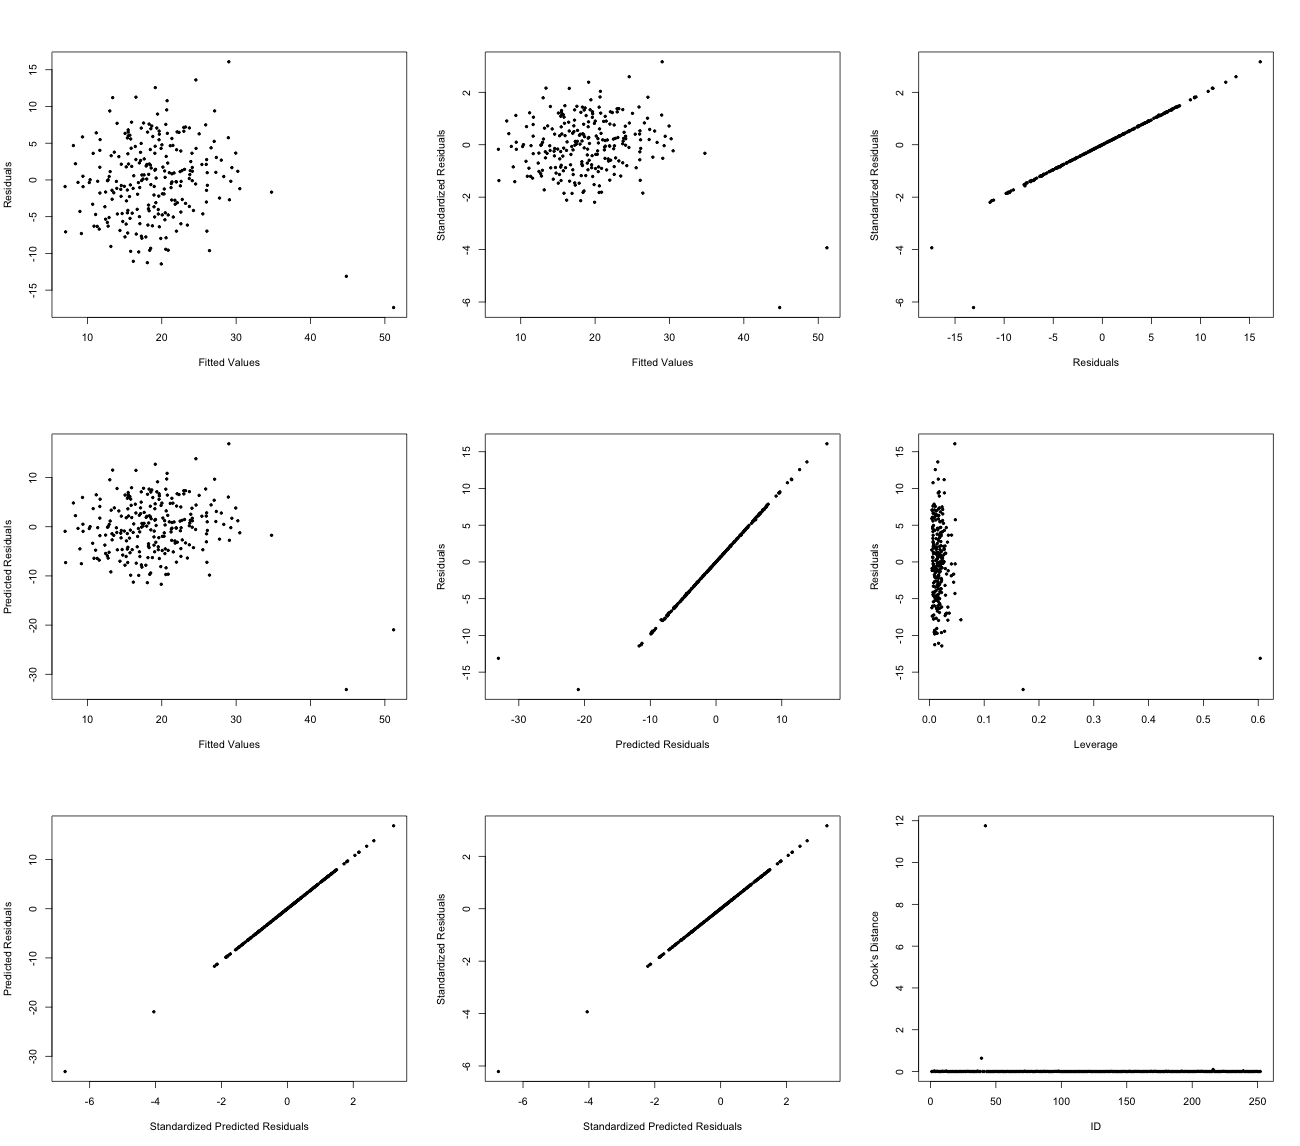 15
10
5
0
-5
-10
-15
Residuals
10 20 30 40 50
Fitted Values
2
0
-2
-4
-6
Standardized Residuals
10 20 30 40 50
Fitted Values
2
0
-2
-4
-6
Standardized Residuals
-15 -10 -5 0 5 10 15
Residuals
10
0
-10
-20
-30
Predicted Residuals
10 20 30 40 50
Fitted Values
15
10
5
0
-5
-10
-15
Residuals
-30 -20 -10 0 10
Predicted Residuals
15
10
5
0
-5
-10
-15
Residuals
0.0 0.1 0.2 0.3 0.4 0.5 0.6
Leverage
10
0
-10
-20
-30
Predicted Residuals
-6 -4 -2 0 2
Standardized Predicted Residuals
2
0
-2
-4
-6
Standardized Residuals
-6 -4 -2 0 2
Standardized Predicted Residuals
12
10
8
6
4
2
0
Cook's Distance
0 50 100 150 200 250
ID